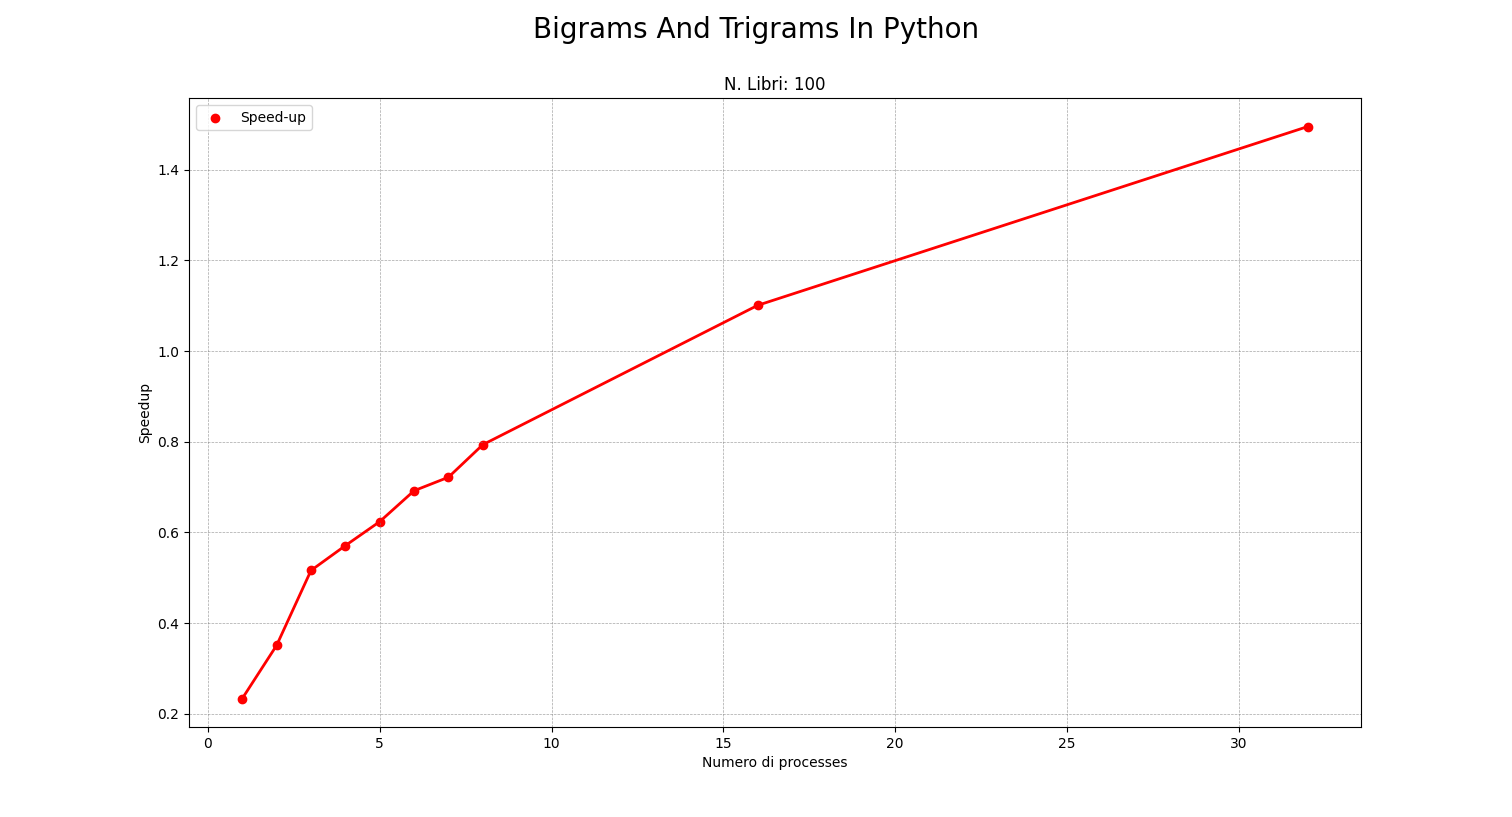 Bigrams And Trigrams In Python
N. Libri: 100
Speed-up
1.4
1.2
1.0
0.8
0.6
0.4
0.2
Speedup
0 5 10 15 20 25 30
Numero di processes